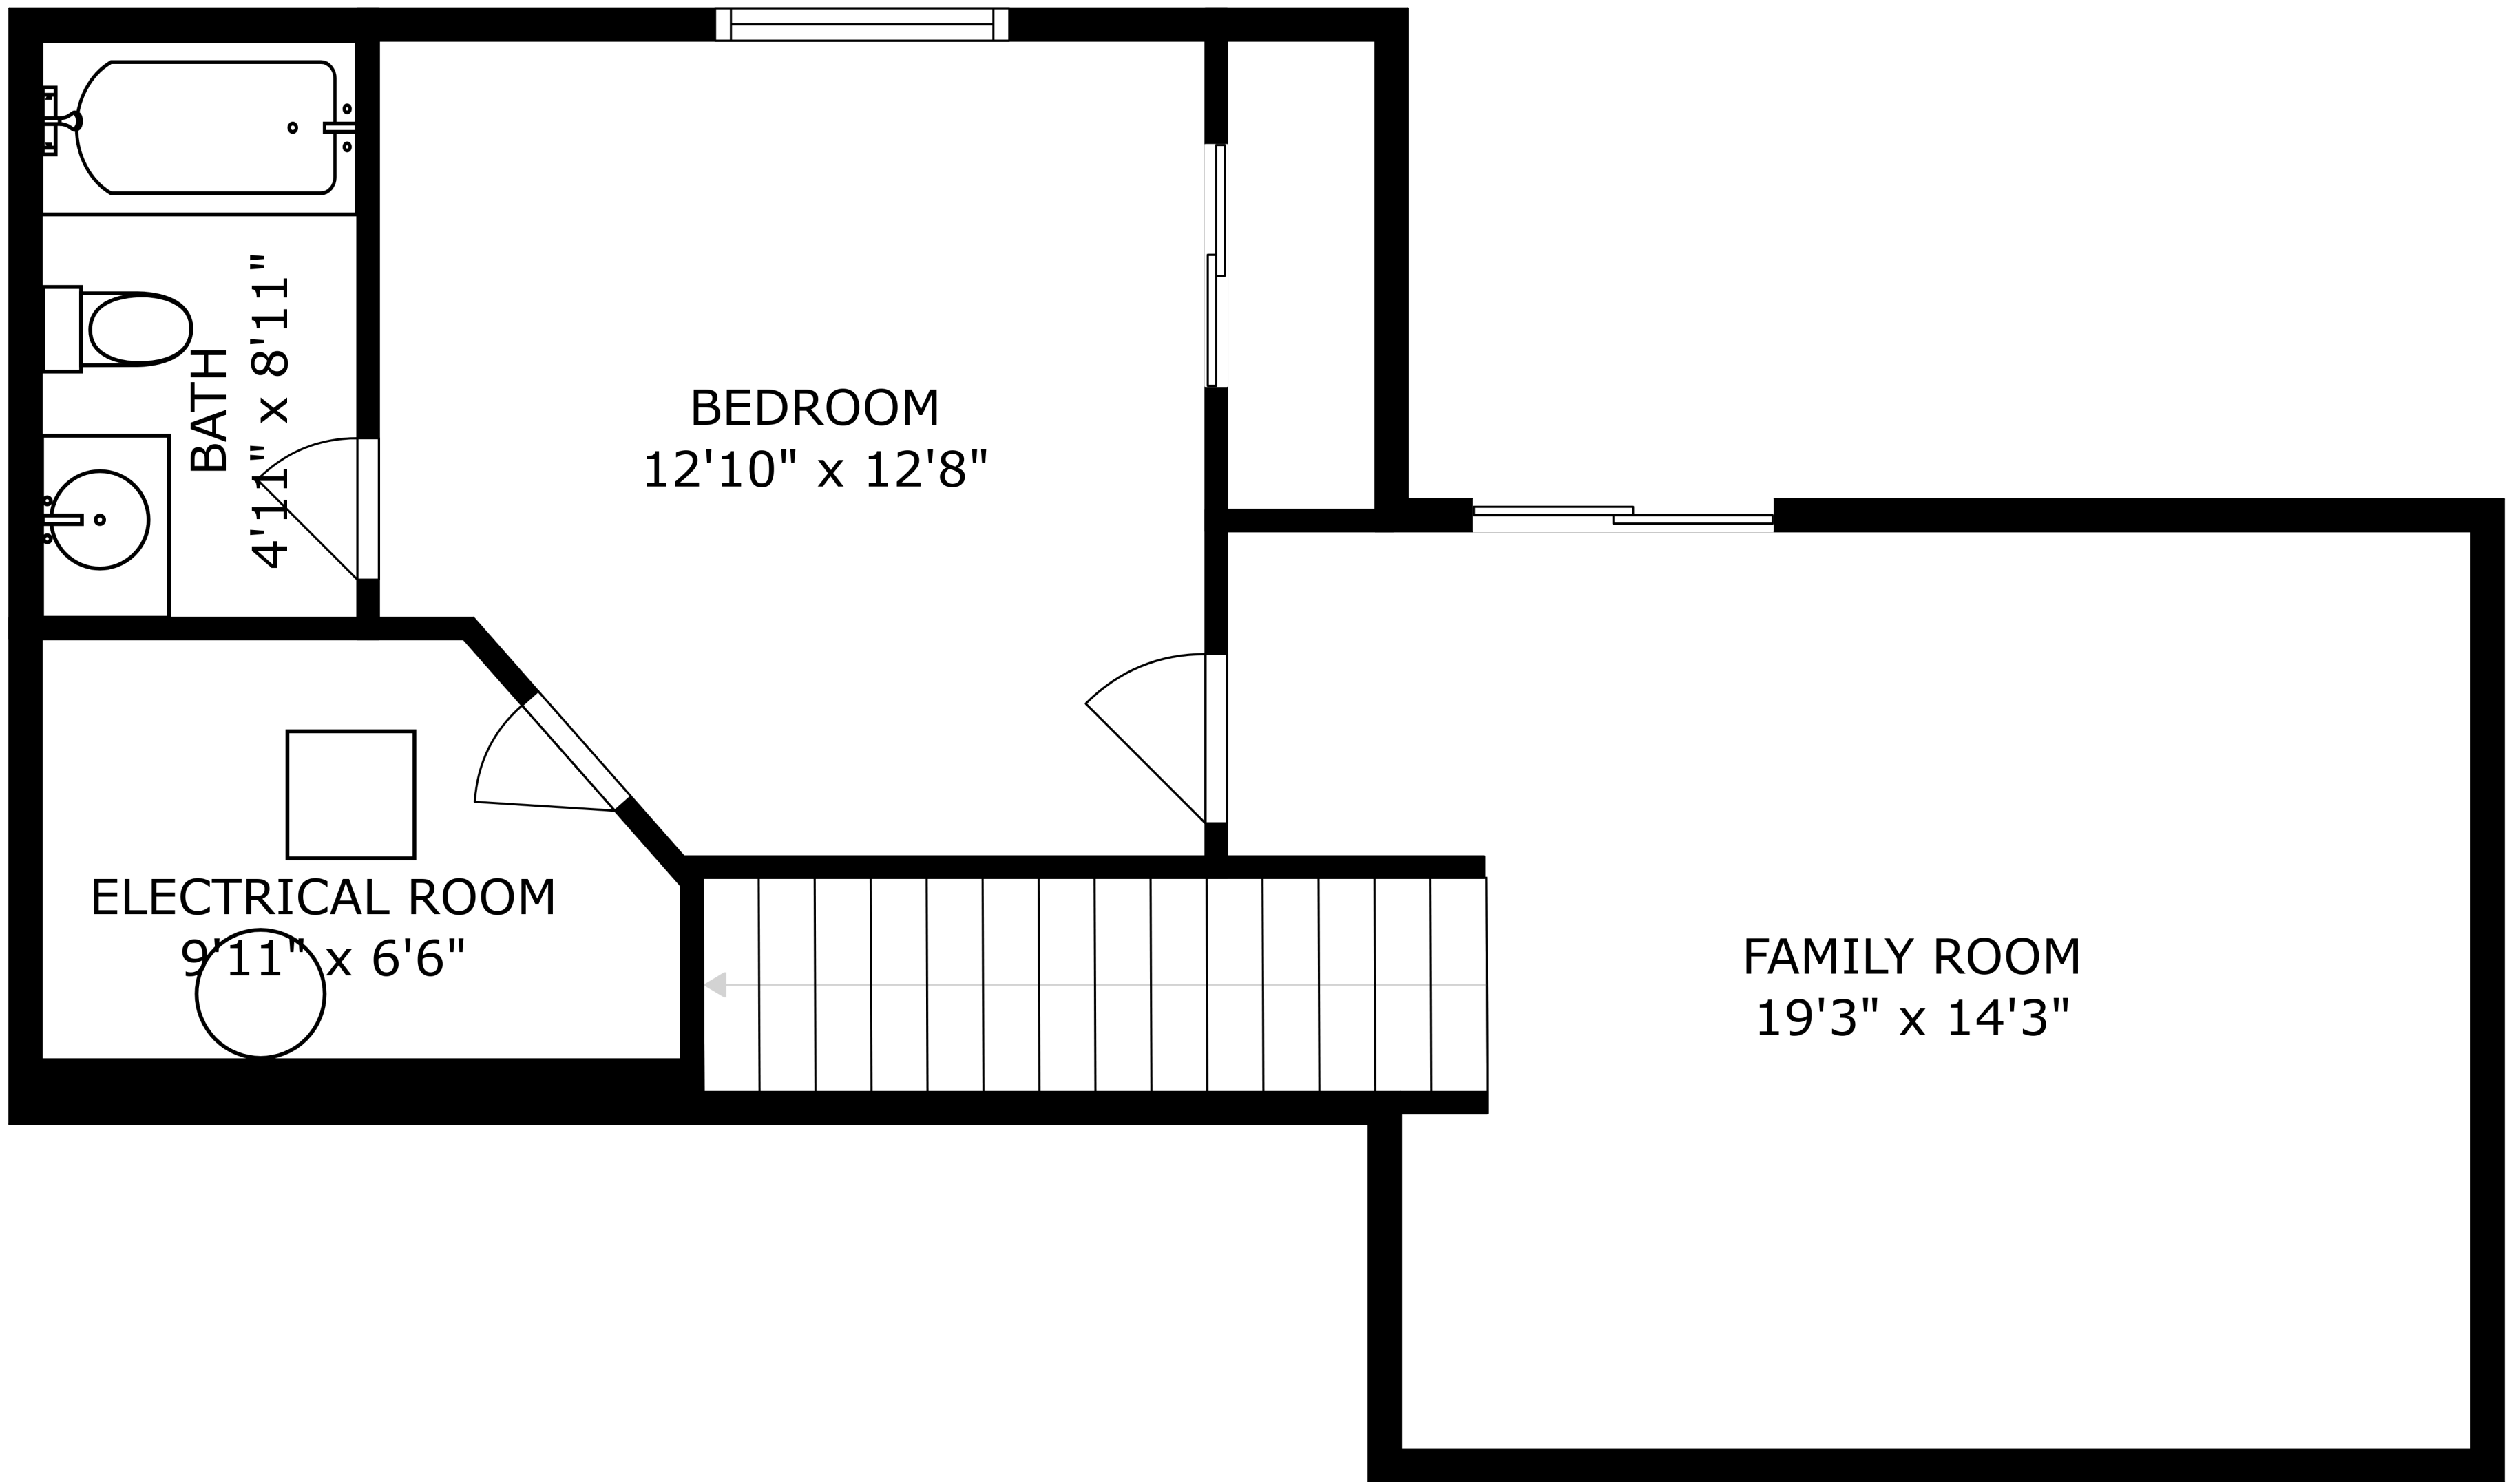 BATH
4'11" x 8'11"
BEDROOM
12'10" x 12'8"
ELECTRICAL ROOM
9'11" x 6'6"
FAMILY ROOM
19'3" x 14'3"